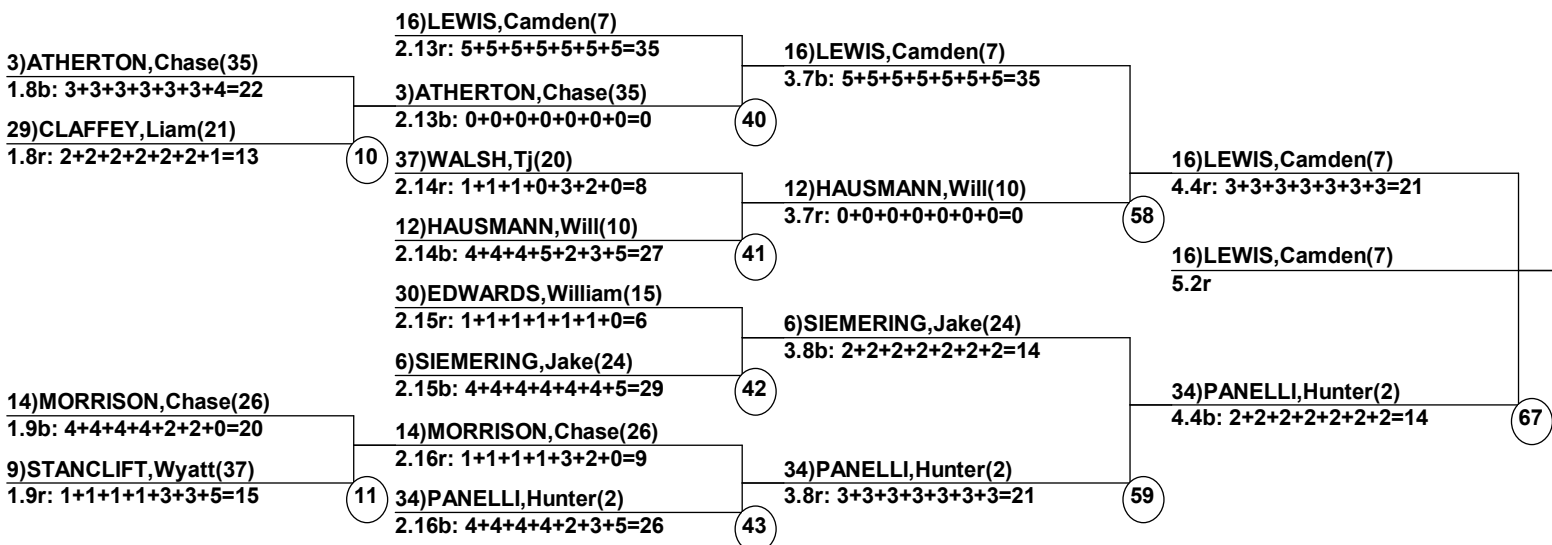 3)ATHERTON,Chase(35)
1.8b: 3+3+3+3+3+3+4=22
29)CLAFFEY,Liam(21)
1.8r: 2+2+2+2+2+2+1=13
10
14)MORRISON,Chase(26)
1.9b: 4+4+4+4+2+2+0=20
9)STANCLIFT,Wyatt(37)
1.9r: 1+1+1+1+3+3+5=15
11
16)LEWIS,Camden(7)
2.13r: 5+5+5+5+5+5+5=35
3)ATHERTON,Chase(35)
2.13b: 0+0+0+0+0+0+0=0
40
37)WALSH,Tj(20)
2.14r: 1+1+1+0+3+2+0=8
12)HAUSMANN,Will(10)
2.14b: 4+4+4+5+2+3+5=27
41
30)EDWARDS,William(15)
2.15r: 1+1+1+1+1+1+0=6
6)SIEMERING,Jake(24)
2.15b: 4+4+4+4+4+4+5=29
42
14)MORRISON,Chase(26)
2.16r: 1+1+1+1+3+2+0=9
34)PANELLI,Hunter(2)
2.16b: 4+4+4+4+2+3+5=26
43
16)LEWIS,Camden(7)
3.7b: 5+5+5+5+5+5+5=35
12)HAUSMANN,Will(10)
3.7r: 0+0+0+0+0+0+0=0
58
6)SIEMERING,Jake(24)
3.8b: 2+2+2+2+2+2+2=14
34)PANELLI,Hunter(2)
3.8r: 3+3+3+3+3+3+3=21
59
16)LEWIS,Camden(7)
4.4r: 3+3+3+3+3+3+3=21
34)PANELLI,Hunter(2)
4.4b: 2+2+2+2+2+2+2=14
67
16)LEWIS,Camden(7)
5.2r